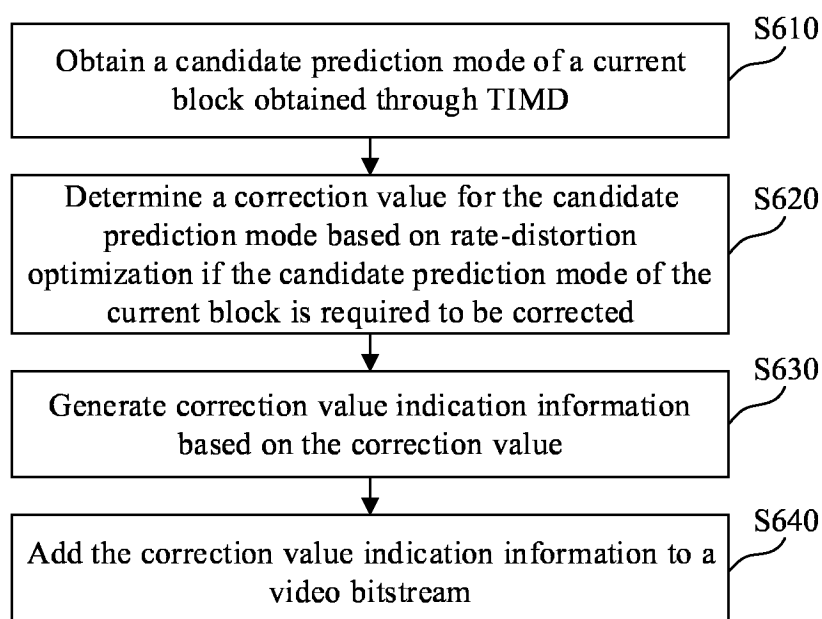 S610
Obtain a candidate prediction mode of a current
block obtained through TIMD
S620
Determine a correction value for the candidate
prediction mode based on rate-distortion
optimization if the candidate prediction mode of the
current block is required to be corrected
S630
Generate correction value indication information
based on the correction value
S640
Add the correction value indication information to a
video bitstream